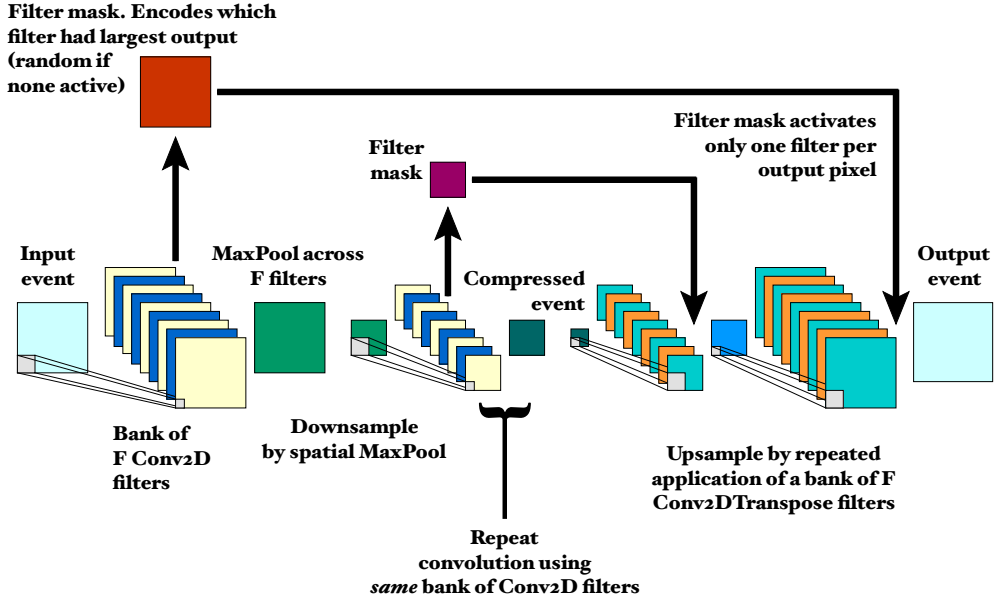 Filter mask. Encodes which
filter had largest output
(random if
none active)
Filter mask activates
only one filter per
output pixel
Filter
mask
Input
event
MaxPool across
F filters
Compressed
event
Output
event
Bank of
F Conv2D
filters
Downsample
by spatial MaxPool
Upsample by repeated
application of a bank of F
Conv2DTranspose filters
Repeat
convolution using
same bank of Conv2D filters